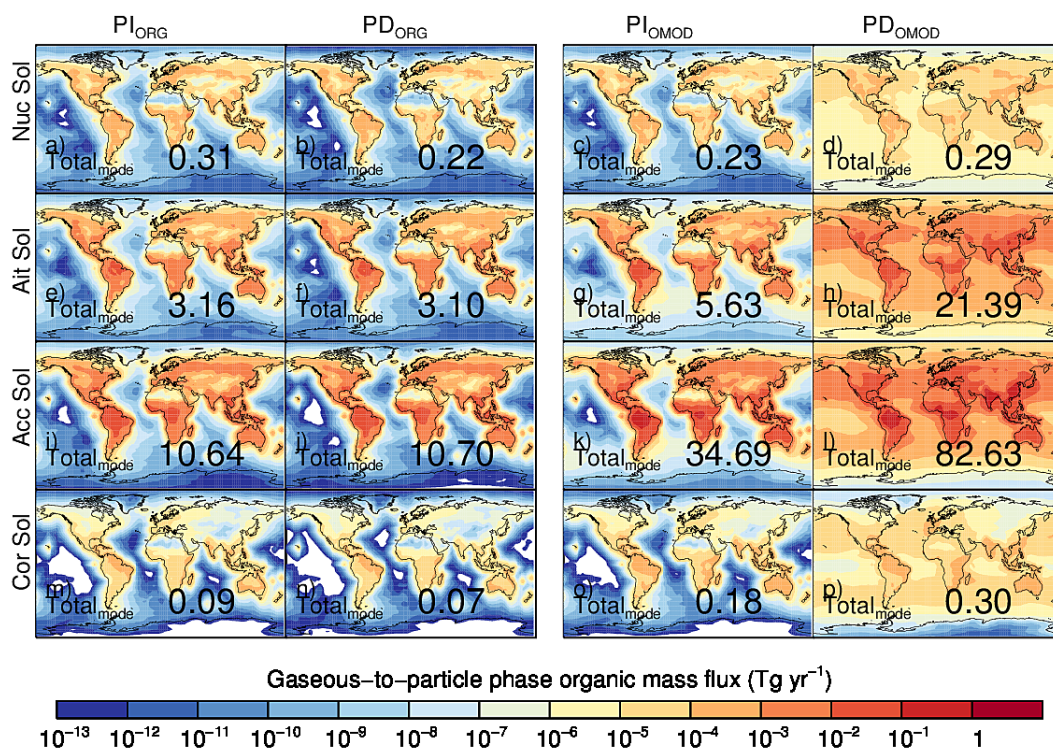 PI_ORG PD_ORG PI_OMOD PD_OMOD
Nuc Sol
a) Total_mode 0.31
b) Total_mode 0.22
c) Total_mode 0.23
d) Total_mode 0.29
Ait Sol
e) Total_mode 3.16
f) Total_mode 3.10
g) Total_mode 5.63
h) Total_mode 21.39
Acc Sol
i) Total_mode 10.64
j) Total_mode 10.70
k) Total_mode 34.69
l) Total_mode 82.63
Cor Sol
m) Total_mode 0.09
n) Total_mode 0.07
o) Total_mode 0.18
p) Total_mode 0.30
Gaseous−to−particle phase organic mass flux (Tg yr⁻¹)
10⁻¹³ 10⁻¹² 10⁻¹¹ 10⁻¹⁰ 10⁻⁹ 10⁻⁸ 10⁻⁷ 10⁻⁶ 10⁻⁵ 10⁻⁴ 10⁻³ 10⁻² 10⁻¹ 1